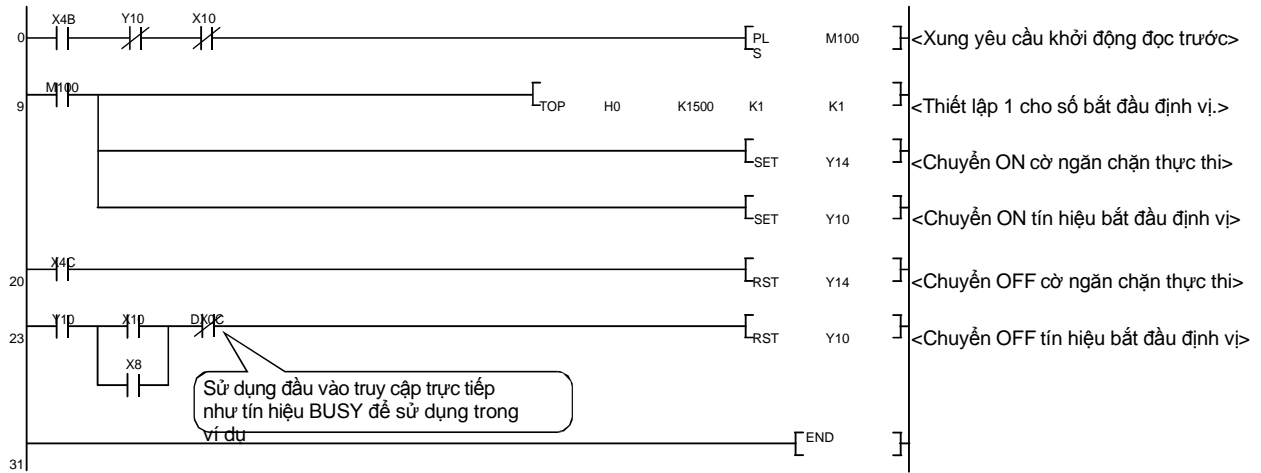 X4B Y10 X10
0 PL M100 <Xung yêu cầu khởi động đọc trước>
S
M100
9 TOP H0 K1500 K1 K1 <Thiết lập 1 cho số bắt đầu định vị.>
SET Y14 <Chuyển ON cờ ngăn chặn thực thi>
SET Y10 <Chuyển ON tín hiệu bắt đầu định vị>
X4C
20 RST Y14 <Chuyển OFF cờ ngăn chặn thực thi>
Y10 X10 DX0C
23 RST Y10 <Chuyển OFF tín hiệu bắt đầu định vị>
X8
Sử dụng đầu vào truy cập trực tiếp
như tín hiệu BUSY để sử dụng trong
ví dụ
END
31